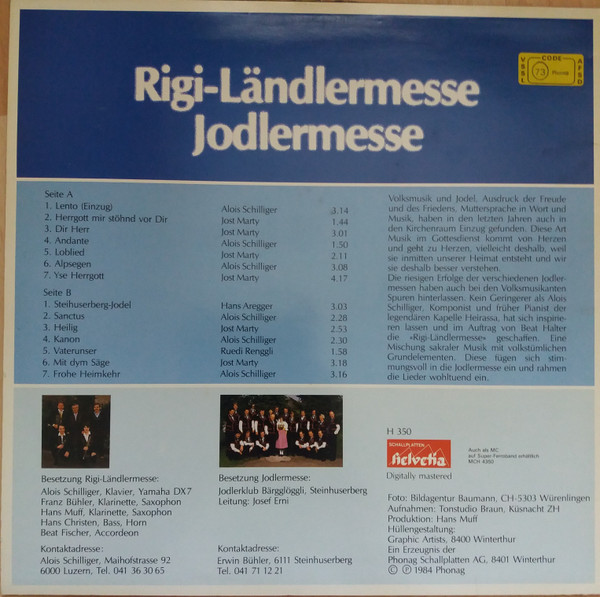 VSSL
CODE
73 Phonag
AFSD
Rigi-Ländlermesse
Jodlermesse
Seite A
1. Lento (Einzug) Alois Schilliger 3.14
2. Herrgott mir stöhnd vor Dir Jost Marty 1.44
3. Dir Herr Jost Marty 3.01
4. Andante Alois Schilliger 1.50
5. Loblied Jost Marty 2.11
6. Alpsegen Alois Schilliger 3.08
7. Yse Herrgott Jost Marty 4.17
Seite B
1. Steihuserberg-Jodel Hans Aregger 3.03
2. Sanctus Alois Schilliger 2.28
3. Heilig Jost Marty 2.53
4. Kanon Alois Schilliger 2.30
5. Vaterunser Ruedi Renggli 1.58
6. Mit dym Säge Jost Marty 3.18
7. Frohe Heimkehr Alois Schilliger 3.16
Volksmusik und Jodel, Ausdruck der Freude
und des Friedens, Muttersprache in Wort und
Musik, haben in den letzten Jahren auch in
den Kirchenraum Einzug gefunden. Diese Art
Musik im Gottesdienst kommt von Herzen
und geht zu Herzen, vielleicht deshalb, weil
sie inmitten unserer Heimat entsteht und wir
sie deshalb besser verstehen.
Die riesigen Erfolge der verschiedenen Jodler-
messen haben auch bei den Volksmusikanten
Spuren hinterlassen. Kein Geringerer als Alois
Schilliger, Komponist und früher Pianist der
legendären Kapelle Heirassa, hat sich inspirie-
ren lassen und im Auftrag von Beat Halter
die «Rigi-Ländlermesse» geschaffen. Eine
Mischung sakraler Musik mit volkstümlichen
Grundelementen. Diese fügen sich stim-
mungsvoll in die Jodlermesse ein und rahmen
die Lieder wohltuend ein.
Besetzung Rigi-Ländlermesse:
Alois Schilliger, Klavier, Yamaha DX7
Franz Bühler, Klarinette, Saxophon
Hans Muff, Klarinette, Saxophon
Hans Christen, Bass, Horn
Beat Fischer, Accordeon
Kontaktadresse:
Alois Schilliger, Maihofstrasse 92
6000 Luzern, Tel. 041 36 30 65
Besetzung Jodlermesse:
Jodlerklub Bärgglöggli, Steinhuserberg
Leitung: Josef Erni
Kontaktadresse:
Erwin Bühler, 6111 Steinhuserberg
Tel. 041 71 12 21
H 350
SCHALLPLATTEN
helvetia
Auch als MC
auf Super Ferroband erhältlich
MCH 4350
Digitally mastered
Foto: Bildagentur Baumann, CH-5303 Würenlingen
Aufnahmen: Tonstudio Braun, Küsnacht ZH
Produktion: Hans Muff
Hüllengestaltung:
Graphic Artists, 8400 Winterthur
Ein Erzeugnis der
Phonag Schallplatten AG, 8401 Winterthur
© ℗ 1984 Phonag